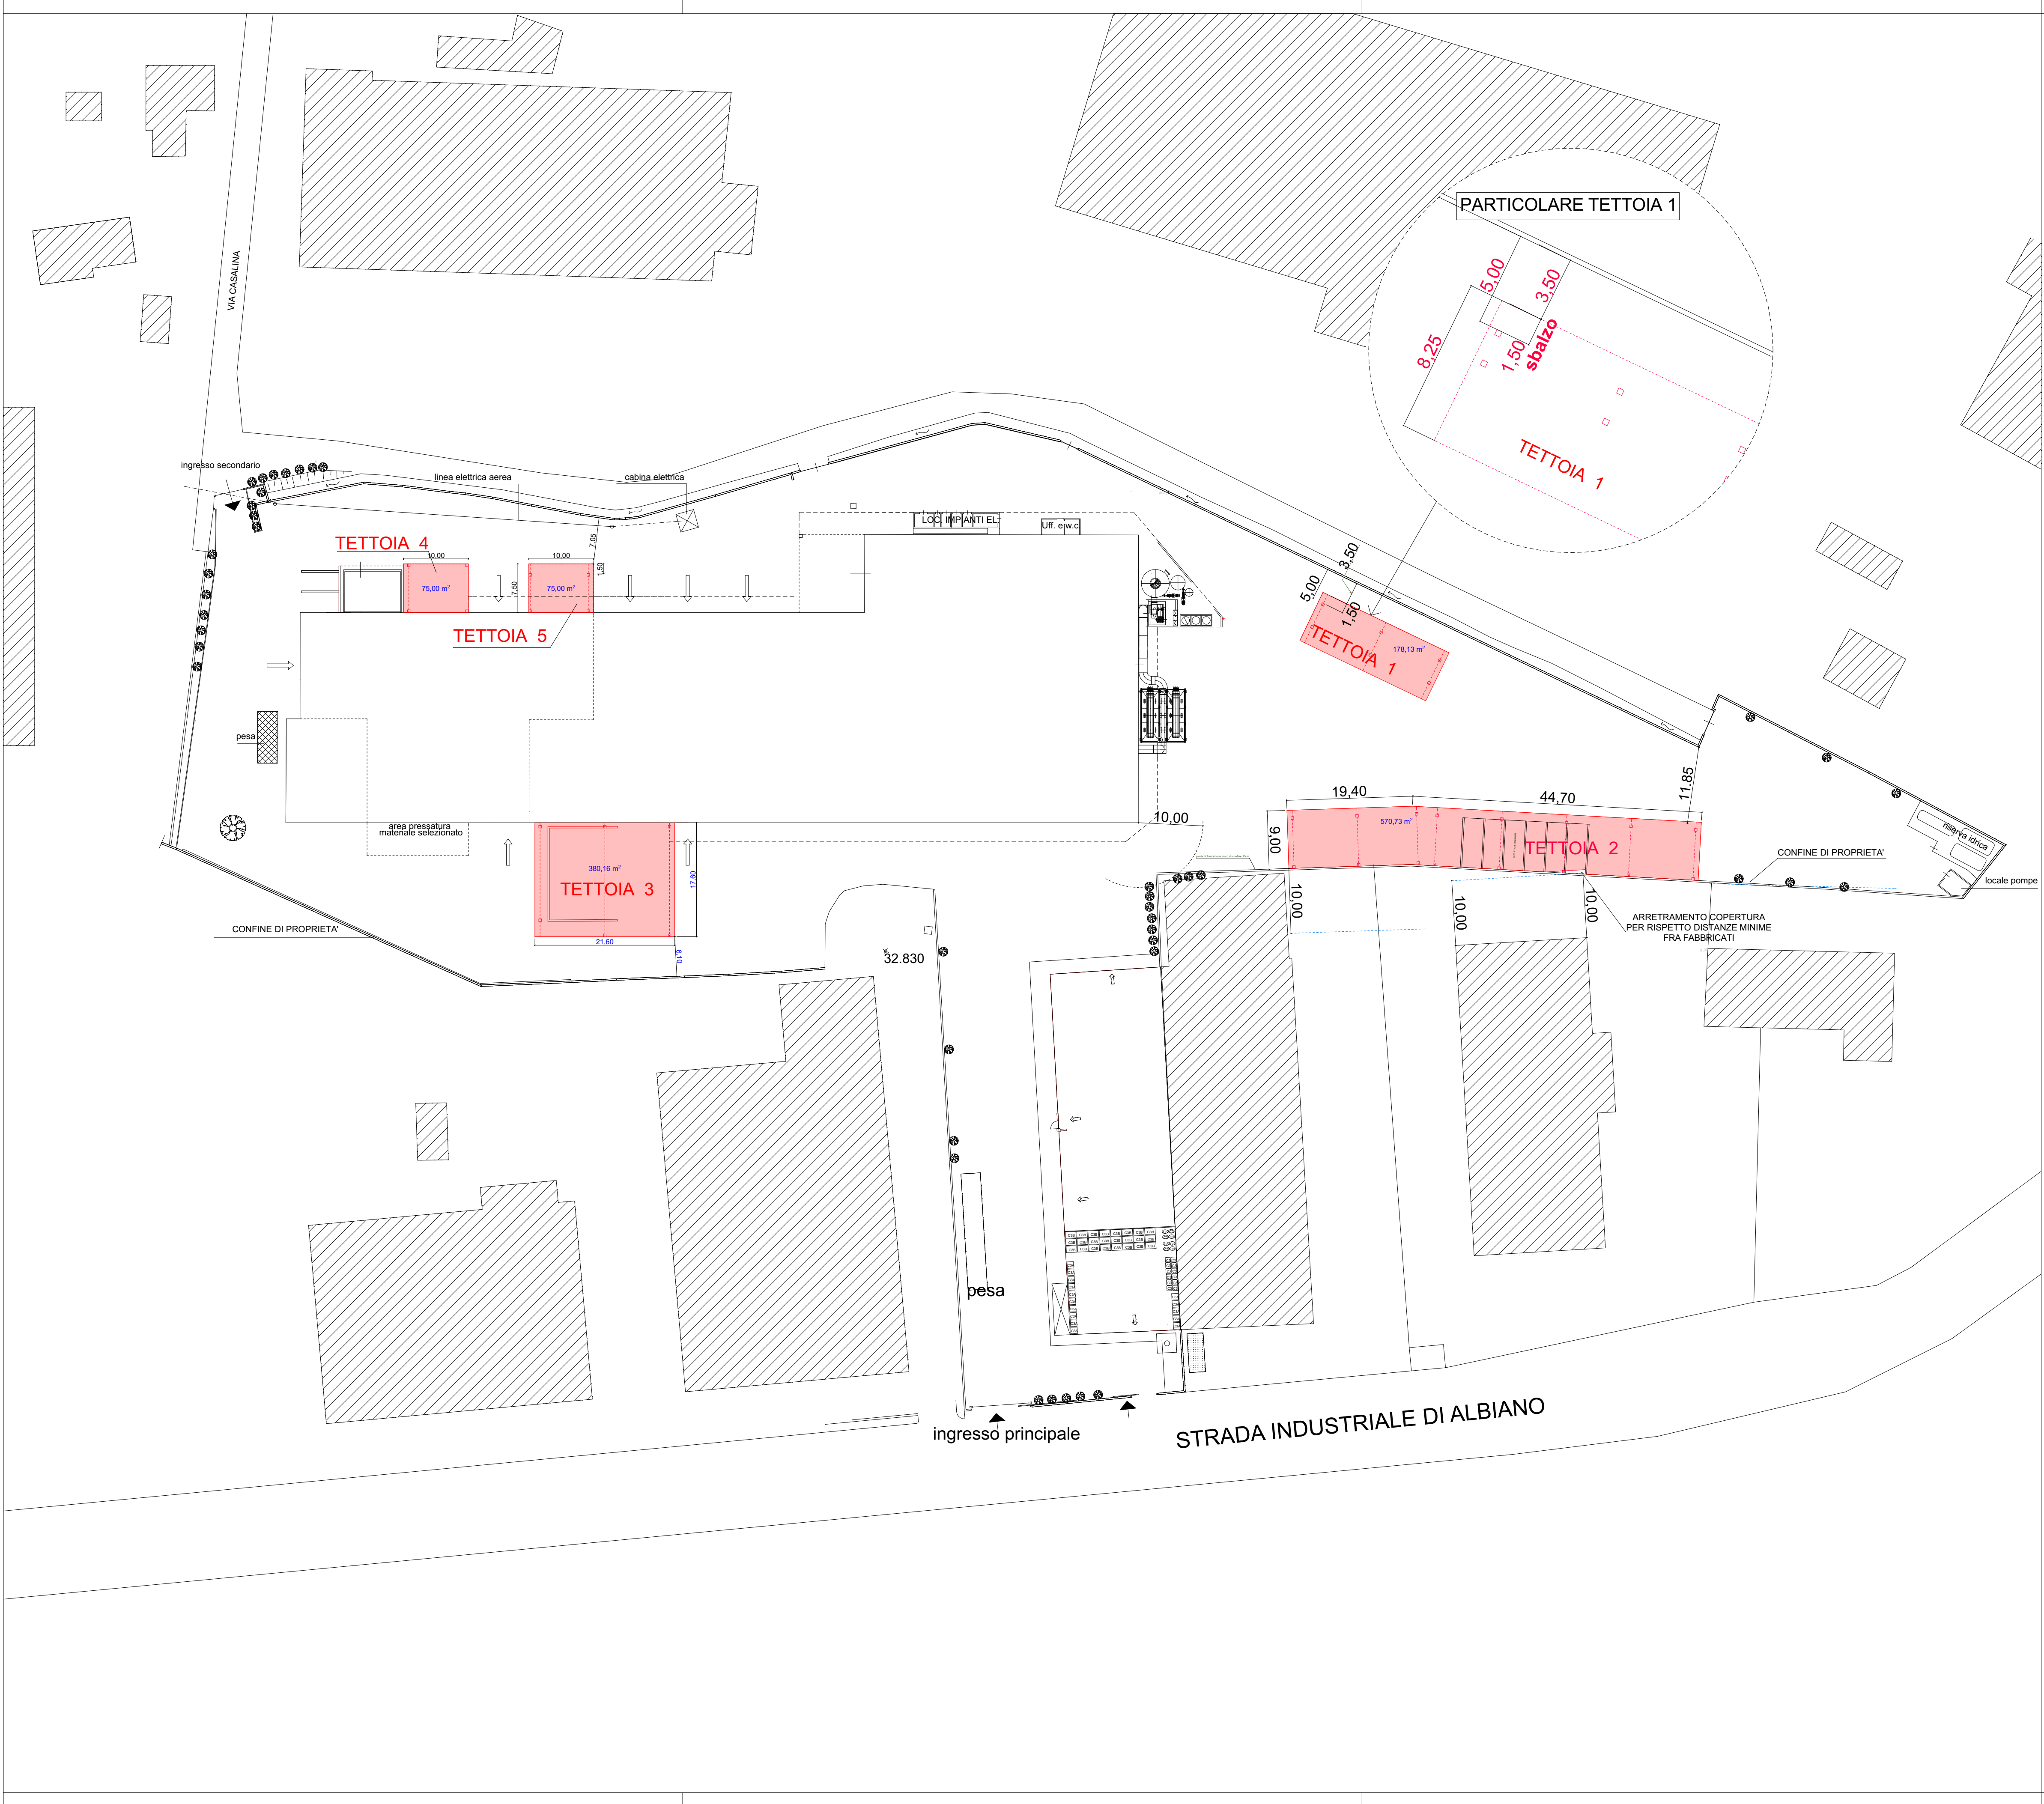 PARTICOLARE TETTOIA 1
5,00
3,50
8,25
1,50
sbalzo
TETTOIA 1
VIA CASALINA
ingresso secondario
linea elettrica aerea
cabina elettrica
LOC. IMPIANTI EL.
Uff. e w.c.
TETTOIA 4
10,00
10,00
7,05
1,50
7,50
75,00 m²
75,00 m²
TETTOIA 5
3,50
5,00
1,50
TETTOIA 1
178,13 m²
pesa
area pressatura
materiale selezionato
380,16 m²
TETTOIA 3
17,60
21,60
6,10
CONFINE DI PROPRIETA'
10,00
19,40
44,70
11.85
9,00
570,73 m²
TETTOIA 2
riserva idrica
CONFINE DI PROPRIETA'
locale pompe
10,00
10,00
10,00
ARRETRAMENTO COPERTURA
PER RISPETTO DISTANZE MINIME
FRA FABBRICATI
32.830
pesa
ingresso principale
STRADA INDUSTRIALE DI ALBIANO